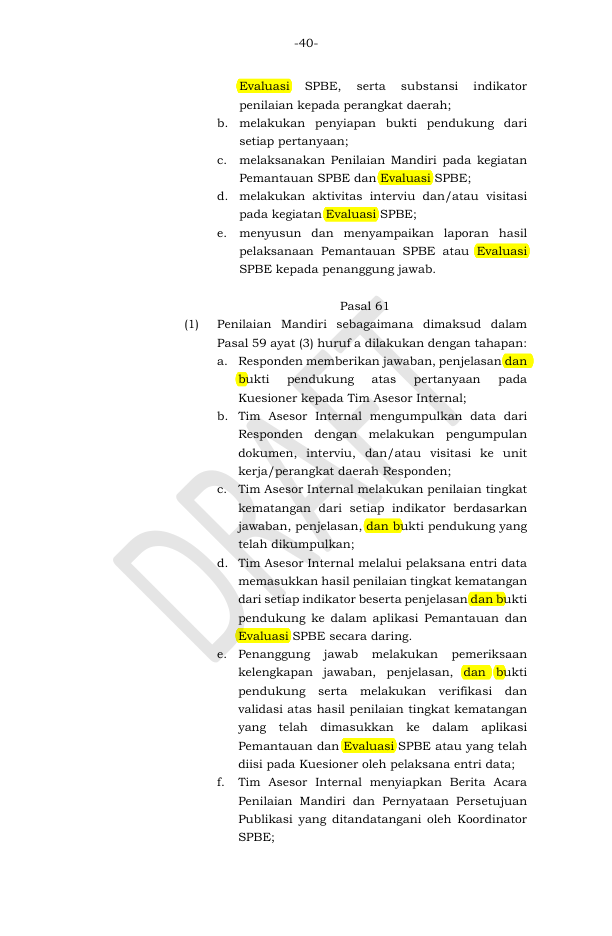 -40-
Evaluasi SPBE, serta substansi indikator
penilaian kepada perangkat daerah;
b. melakukan penyiapan bukti pendukung dari
setiap pertanyaan;
c. melaksanakan Penilaian Mandiri pada kegiatan
Pemantauan SPBE dan Evaluasi SPBE;
d. melakukan aktivitas interviu dan/atau visitasi
pada kegiatan Evaluasi SPBE;
e. menyusun dan menyampaikan laporan hasil
pelaksanaan Pemantauan SPBE atau Evaluasi
SPBE kepada penanggung jawab.
Pasal 61
(1) Penilaian Mandiri sebagaimana dimaksud dalam
Pasal 59 ayat (3) huruf a dilakukan dengan tahapan:
a. Responden memberikan jawaban, penjelasan dan
bukti pendukung atas pertanyaan pada
Kuesioner kepada Tim Asesor Internal;
b. Tim Asesor Internal mengumpulkan data dari
Responden dengan melakukan pengumpulan
dokumen, interviu, dan/atau visitasi ke unit
kerja/perangkat daerah Responden;
c. Tim Asesor Internal melakukan penilaian tingkat
kematangan dari setiap indikator berdasarkan
jawaban, penjelasan, dan bukti pendukung yang
telah dikumpulkan;
d. Tim Asesor Internal melalui pelaksana entri data
memasukkan hasil penilaian tingkat kematangan
dari setiap indikator beserta penjelasan dan bukti
pendukung ke dalam aplikasi Pemantauan dan
Evaluasi SPBE secara daring.
e. Penanggung jawab melakukan pemeriksaan
kelengkapan jawaban, penjelasan, dan bukti
pendukung serta melakukan verifikasi dan
validasi atas hasil penilaian tingkat kematangan
yang telah dimasukkan ke dalam aplikasi
Pemantauan dan Evaluasi SPBE atau yang telah
diisi pada Kuesioner oleh pelaksana entri data;
f. Tim Asesor Internal menyiapkan Berita Acara
Penilaian Mandiri dan Pernyataan Persetujuan
Publikasi yang ditandatangani oleh Koordinator
SPBE;
DRAFT